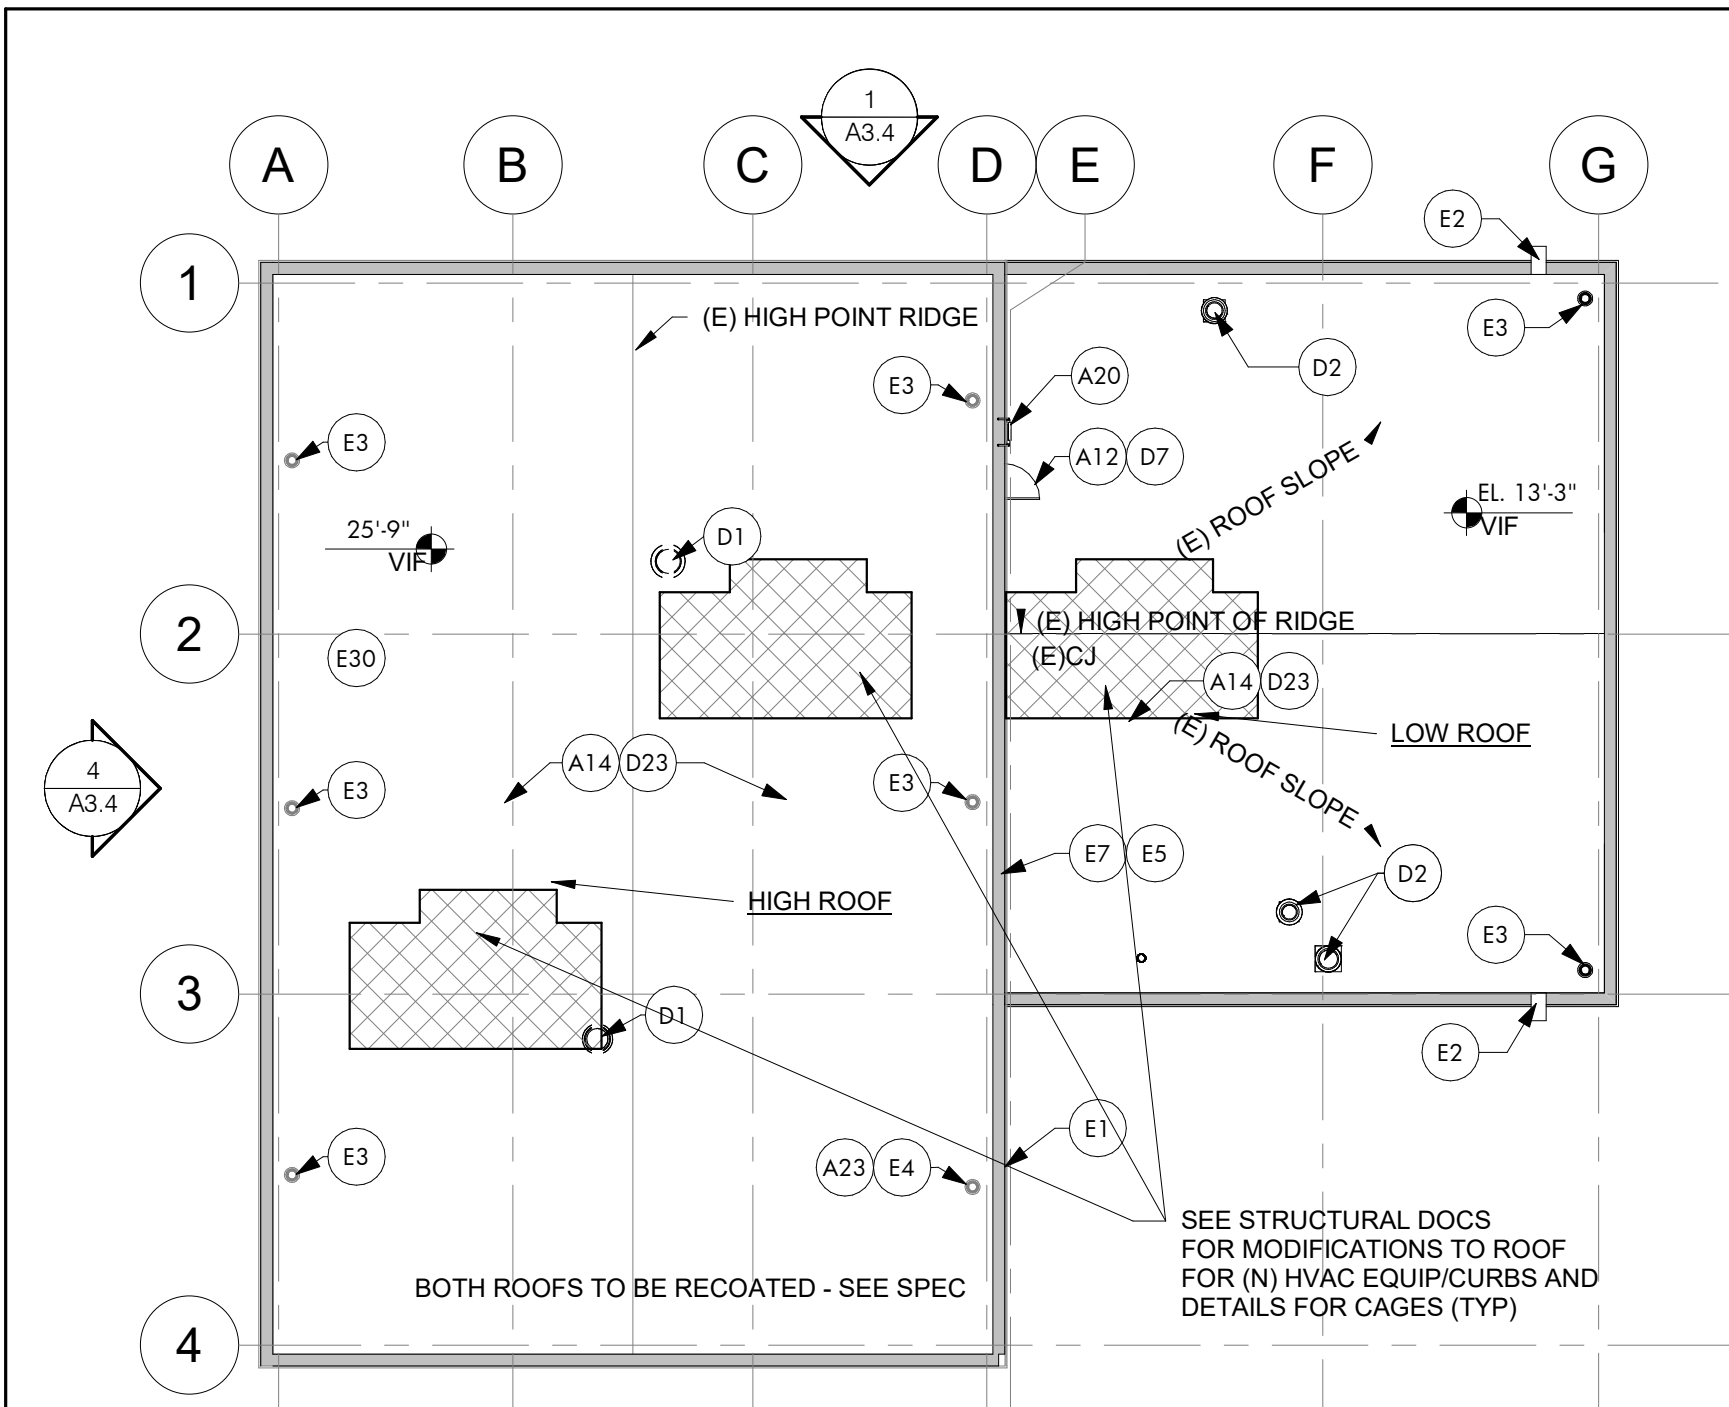 1
A3.4
A
B
C
D
E
F
G
E2
1
(E) HIGH POINT RIDGE
E3
D2
E3
A20
E3
A12
D7
(E) ROOF SLOPE
25'-9"
VIF
EL. 13'-3"
VIF
D1
2
E30
(E) HIGH POINT OF RIDGE
(E)CJ
A14
D23
(E) ROOF SLOPE
LOW ROOF
4
A3.4
E3
A14
D23
E3
E7
E5
D2
HIGH ROOF
E3
3
D1
E2
E1
E3
A23
E4
SEE STRUCTURAL DOCS
FOR MODIFICATIONS TO ROOF
FOR (N) HVAC EQUIP/CURBS AND
DETAILS FOR CAGES (TYP)
BOTH ROOFS TO BE RECOATED - SEE SPEC
4